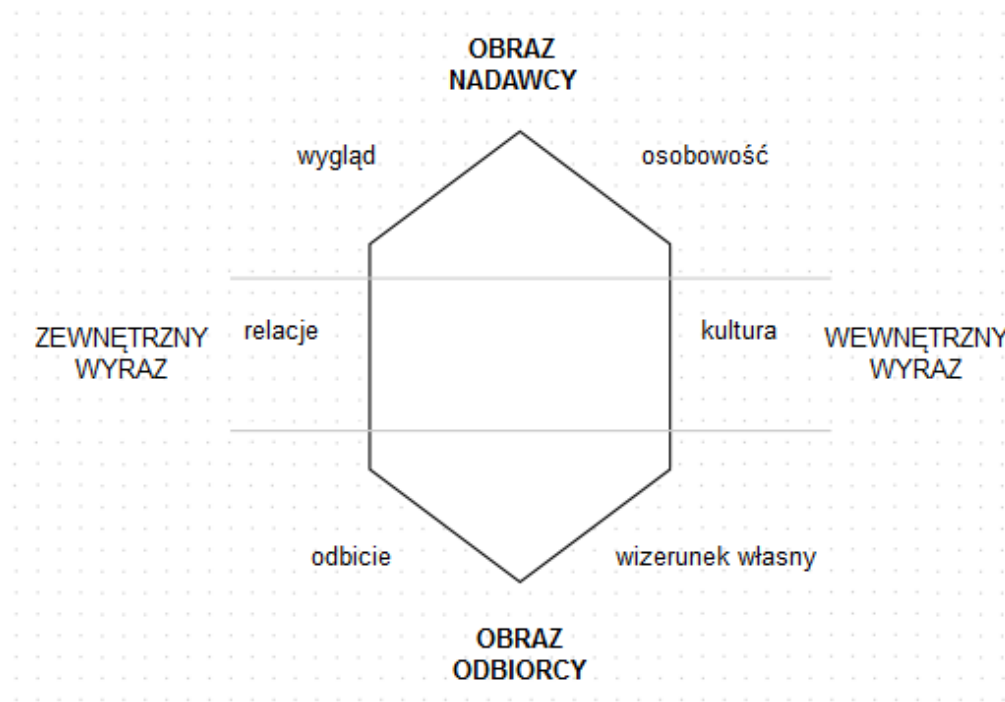 OBRAZ
NADAWCY
wygląd
osobowość
ZEWNĘTRZNY
WYRAZ
relacje
kultura
WEWNĘTRZNY
WYRAZ
odbicie
wizerunek własny
OBRAZ
ODBIORCY